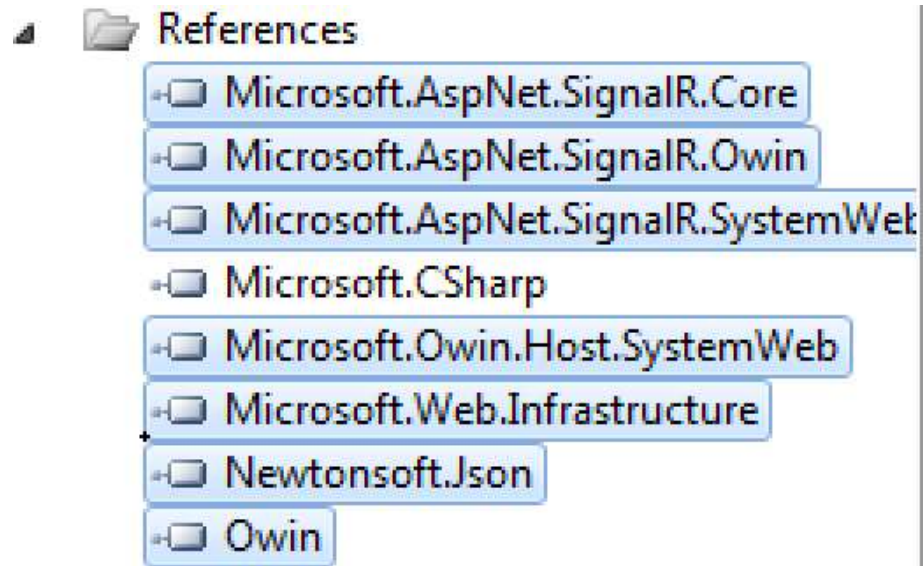 References
Microsoft.AspNet.SignalR.Core
Microsoft.AspNet.SignalR.Owin
Microsoft.AspNet.SignalR.SystemWeb
Microsoft.CSharp
Microsoft.Owin.Host.SystemWeb
Microsoft.Web.Infrastructure
Newtonsoft.Json
Owin